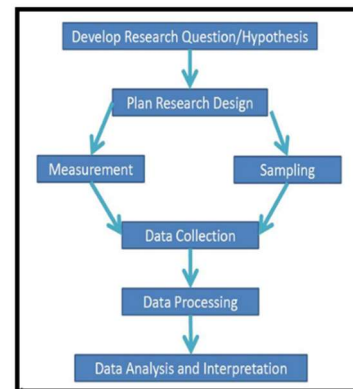 Develop Research Question/Hypothesis
Plan Research Design
Measurement
Sampling
Data Collection
Data Processing
Data Analysis and Interpretation